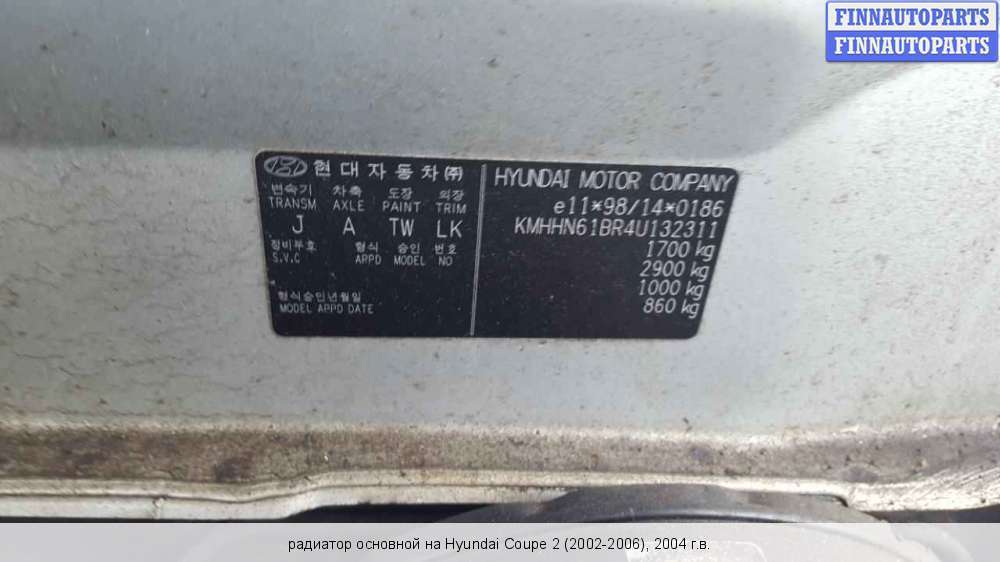 FINNAUTOPARTS
FINNAUTOPARTS
현대자동차㈜
변속기 차축 도장 외장
TRANSM AXLE PAINT TRIM
J A TW LK
정비부호 형식 승인 번호
S.V.C APPD MODEL NO
형식승인년월일
MODEL APPD DATE
HYUNDAI MOTOR COMPANY
e11*98/14*0186
KMHHN61BR4U132311
1700 kg
2900 kg
1000 kg
860 kg
радиатор основной на Hyundai Coupe 2 (2002-2006), 2004 г.в.